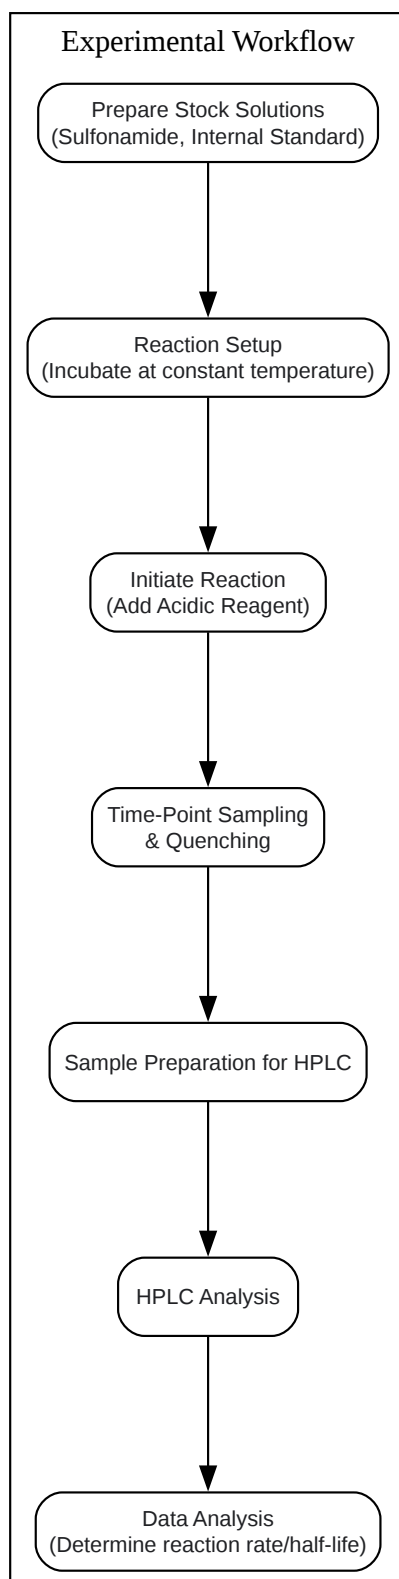 Experimental Workflow
Prepare Stock Solutions
(Sulfonamide, Internal Standard)
Reaction Setup
(Incubate at constant temperature)
Initiate Reaction
(Add Acidic Reagent)
Time-Point Sampling
& Quenching
Sample Preparation for HPLC
HPLC Analysis
Data Analysis
(Determine reaction rate/half-life)